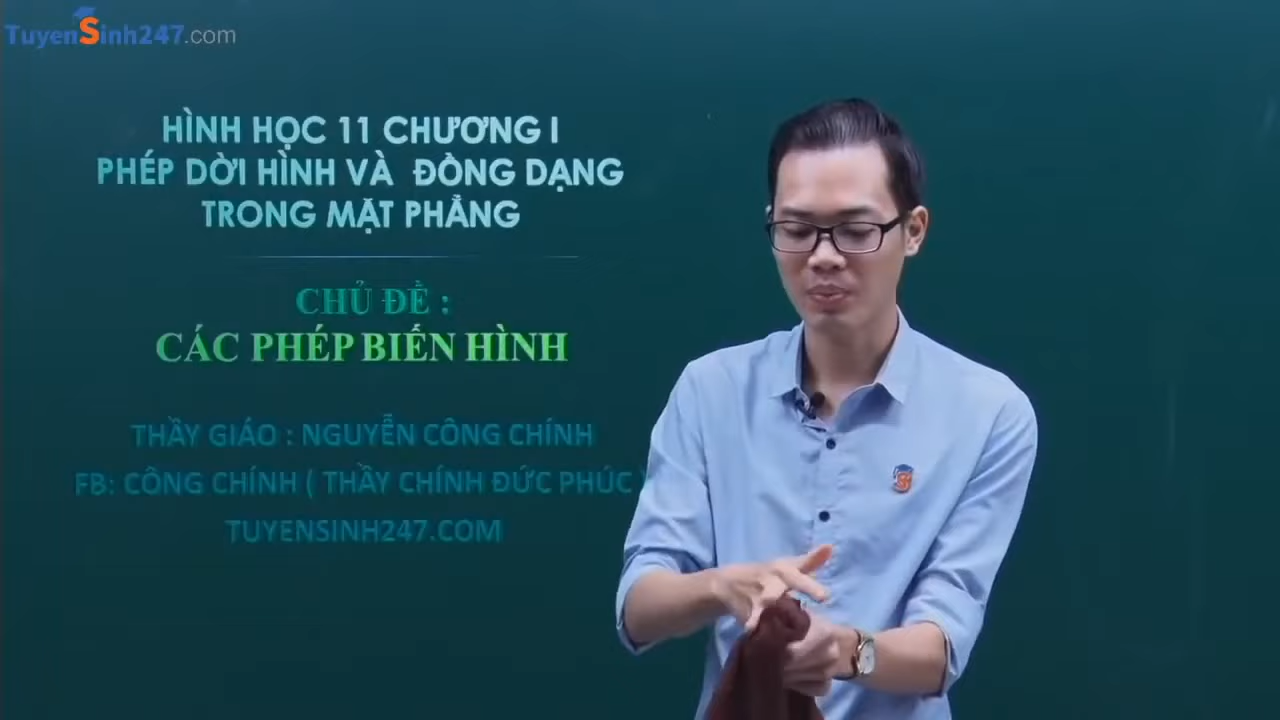 TuyenSinh247.com
HÌNH HỌC 11 CHƯƠNG I
PHÉP DỜI HÌNH VÀ ĐỒNG DẠNG
TRONG MẶT PHẲNG
CHỦ ĐỀ :
CÁC PHÉP BIẾN HÌNH
THẦY GIÁO : NGUYỄN CÔNG CHÍNH
FB: CÔNG CHÍNH ( THẦY CHÍNH ĐỨC PHÚC )
TUYENSINH247.COM